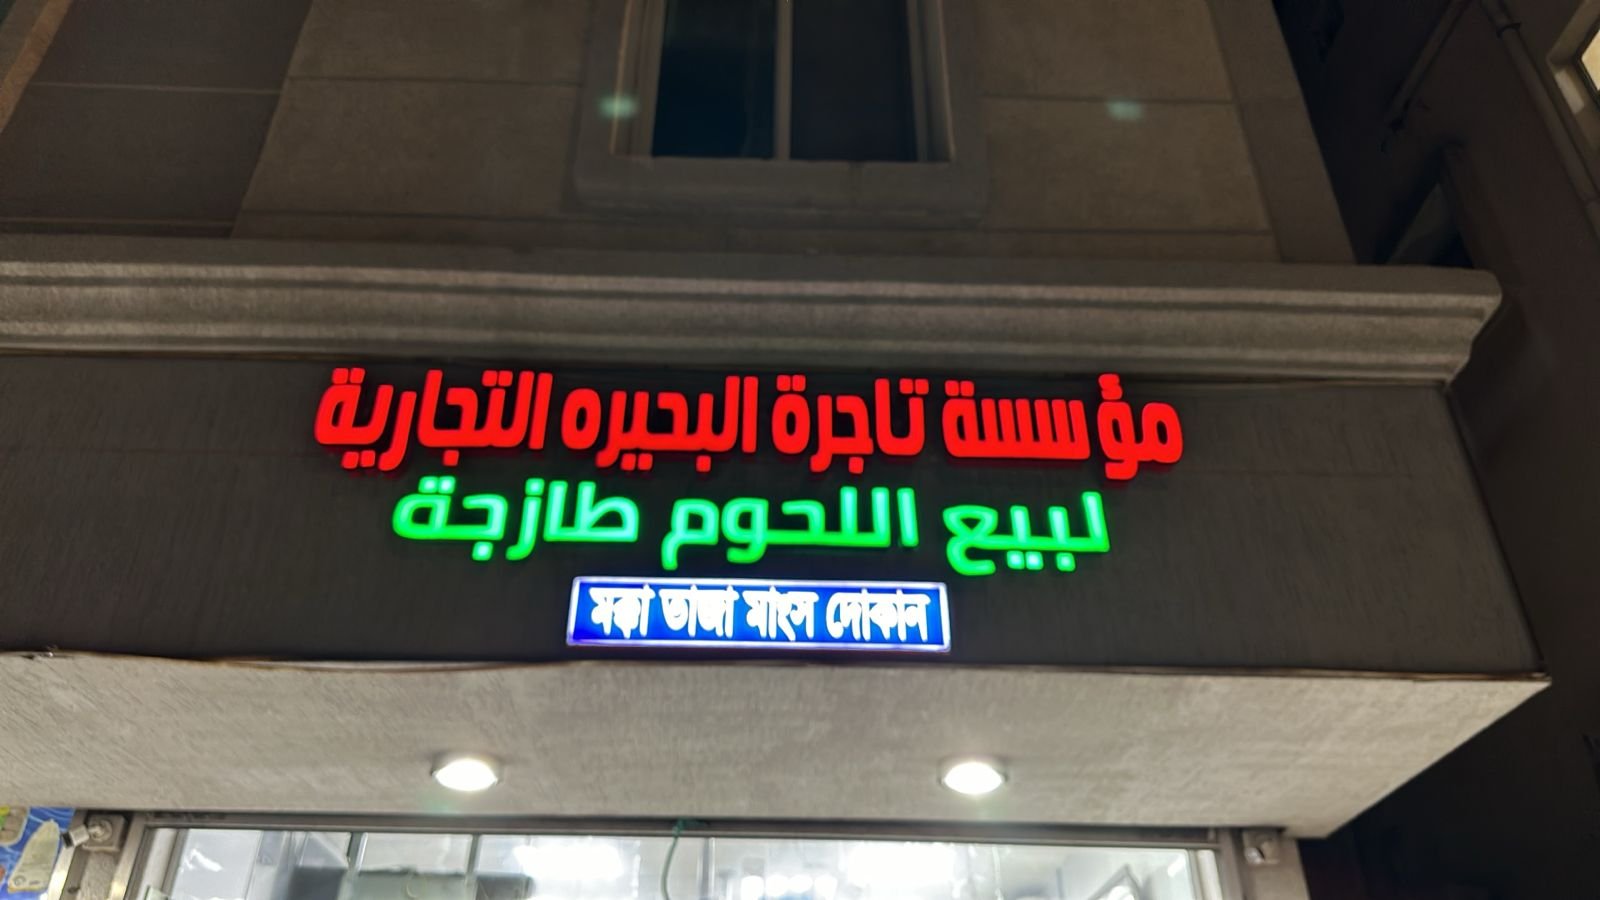 مؤسسة تاجرة البحيره التجارية
لبيع اللحوم طازجة
মক্কা তাজা মাংস দোকান